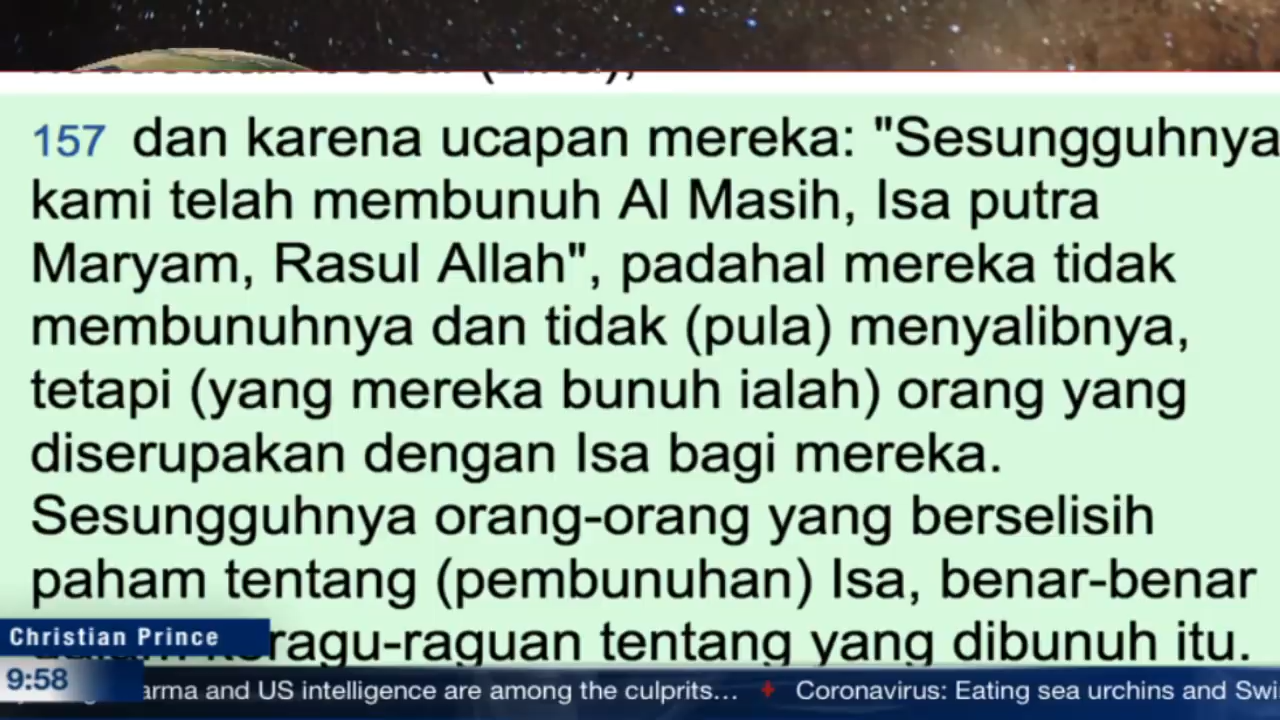 157 dan karena ucapan mereka: "Sesungguhnya
kami telah membunuh Al Masih, Isa putra
Maryam, Rasul Allah", padahal mereka tidak
membunuhnya dan tidak (pula) menyalibnya,
tetapi (yang mereka bunuh ialah) orang yang
diserupakan dengan Isa bagi mereka.
Sesungguhnya orang-orang yang berselisih
paham tentang (pembunuhan) Isa, benar-benar
keragu-raguan tentang yang dibunuh itu.
Christian Prince
9:58
arma and US intelligence are among the culprits... Coronavirus: Eating sea urchins and Swi